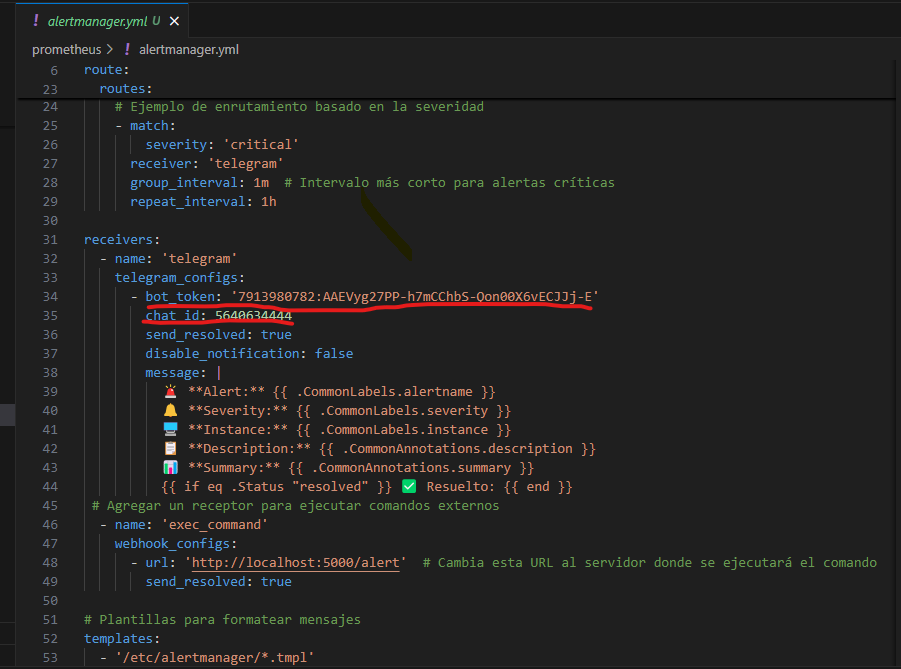 ! alertmanager.yml U ×
prometheus > ! alertmanager.yml
6 route:
23 routes:
24 # Ejemplo de enrutamiento basado en la severidad
25 - match:
26 severity: 'critical'
27 receiver: 'telegram'
28 group_interval: 1m # Intervalo más corto para alertas críticas
29 repeat_interval: 1h
30
31 receivers:
32 - name: 'telegram'
33 telegram_configs:
34 - bot_token: '7913980782:AAEVyg27PP-h7mCChbS-Qon00X6vECJJj-E'
35 chat_id: 5640634444
36 send_resolved: true
37 disable_notification: false
38 message: |
39 🚨 **Alert:** {{ .CommonLabels.alertname }}
40 🔔 **Severity:** {{ .CommonLabels.severity }}
41 🖥️ **Instance:** {{ .CommonLabels.instance }}
42 📋 **Description:** {{ .CommonAnnotations.description }}
43 📊 **Summary:** {{ .CommonAnnotations.summary }}
44 {{ if eq .Status "resolved" }} ✅ Resuelto: {{ end }}
45 # Agregar un receptor para ejecutar comandos externos
46 - name: 'exec_command'
47 webhook_configs:
48 - url: 'http://localhost:5000/alert' # Cambia esta URL al servidor donde se ejecutará el comando
49 send_resolved: true
50
51 # Plantillas para formatear mensajes
52 templates:
53 - '/etc/alertmanager/*.tmpl'